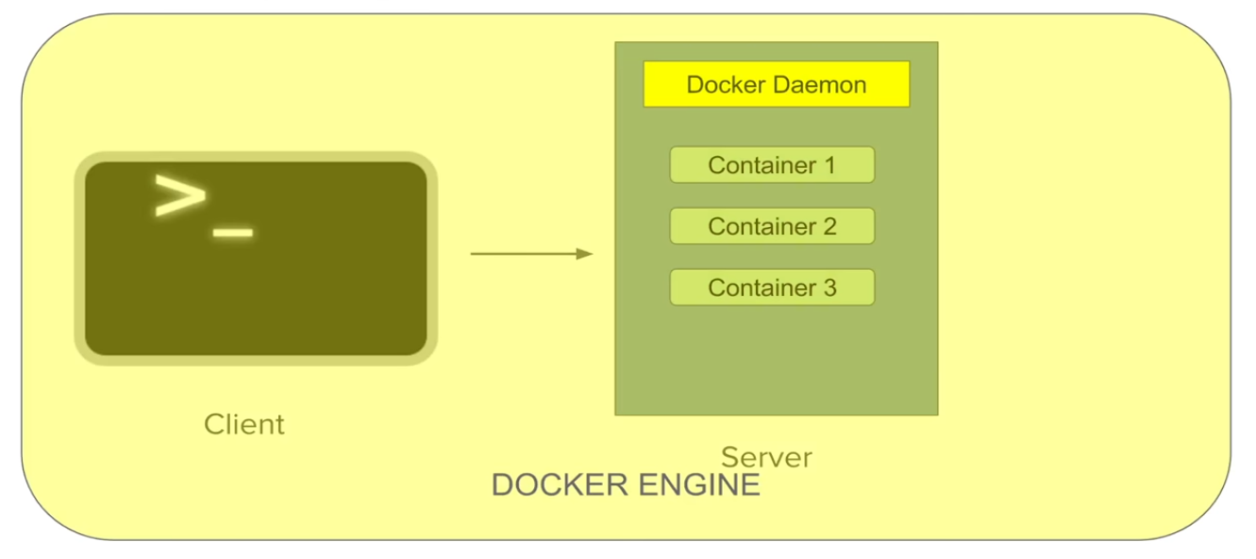 >_
Client
Docker Daemon
Container 1
Container 2
Container 3
Server
DOCKER ENGINE